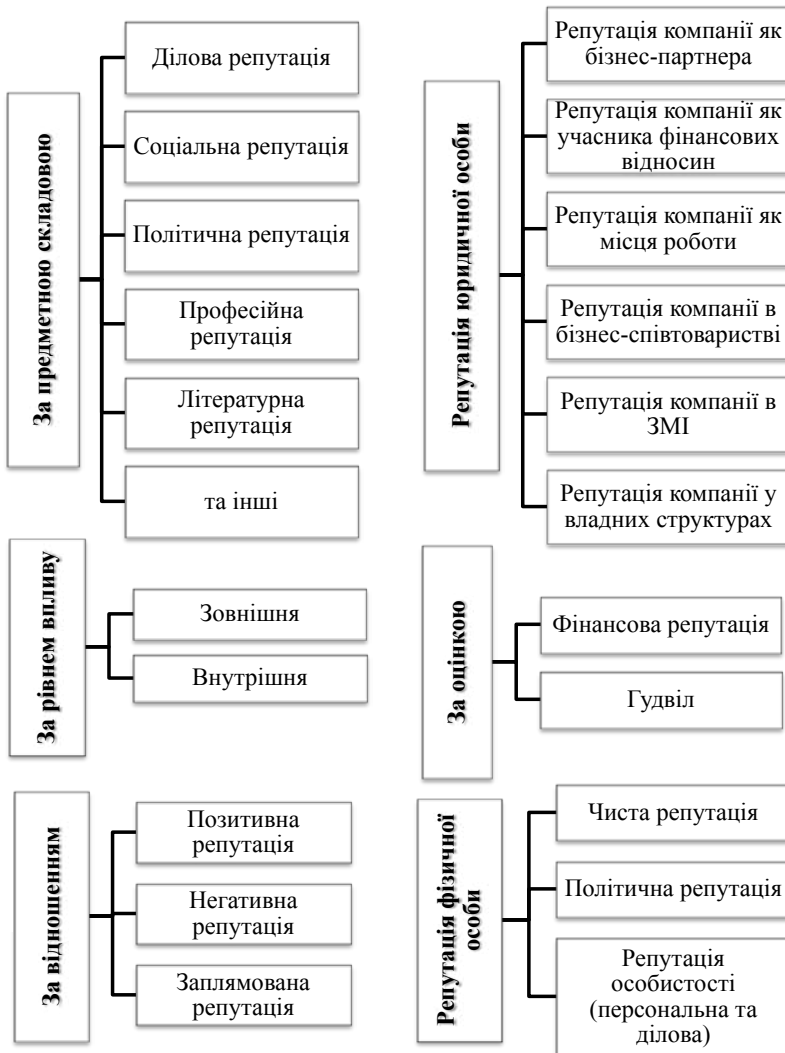 За предметною складовою
Ділова репутація
Соціальна репутація
Політична репутація
Професійна
репутація
Літературна
репутація
та інші
Репутація юридичної особи
Репутація компанії як
бізнес-партнера
Репутація компанії як
учасника фінансових
відносин
Репутація компанії як
місця роботи
Репутація компанії в
бізнес-співтоваристві
Репутація компанії в
ЗМІ
Репутація компанії у
владних структурах
За рівнем впливу
Зовнішня
Внутрішня
За оцінкою
Фінансова репутація
Гудвіл
За відношенням
Позитивна
репутація
Негативна
репутація
Заплямована
репутація
Репутація фізичної
особи
Чиста репутація
Політична репутація
Репутація
особистості
(персональна та
ділова)